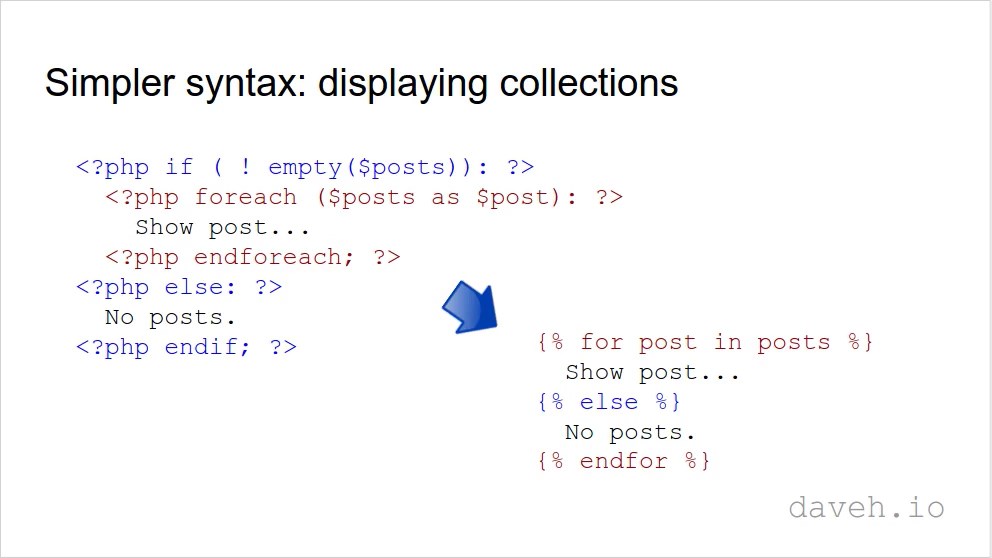 Simpler syntax: displaying collections
<?php if ( ! empty($posts)): ?>
<?php foreach ($posts as $post): ?>
Show post...
<?php endforeach; ?>
<?php else: ?>
No posts.
<?php endif; ?>
{% for post in posts %}
Show post...
{% else %}
No posts.
{% endfor %}
daveh.io